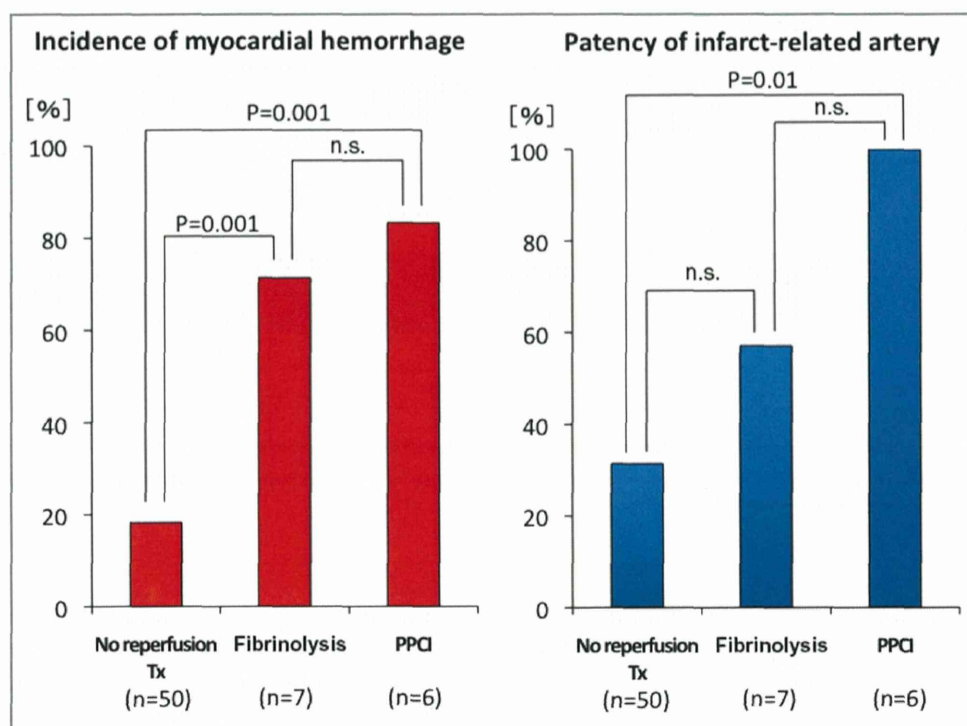 Incidence of myocardial hemorrhage
[%]
P=0.001
n.s.
P=0.001
100
80
60
40
20
0
No reperfusion
Tx
(n=50)
Fibrinolysis
(n=7)
PPCI
(n=6)
Patency of infarct-related artery
[%]
P=0.01
n.s.
n.s.
100
80
60
40
20
0
No reperfusion
Tx
(n=50)
Fibrinolysis
(n=7)
PPCI
(n=6)